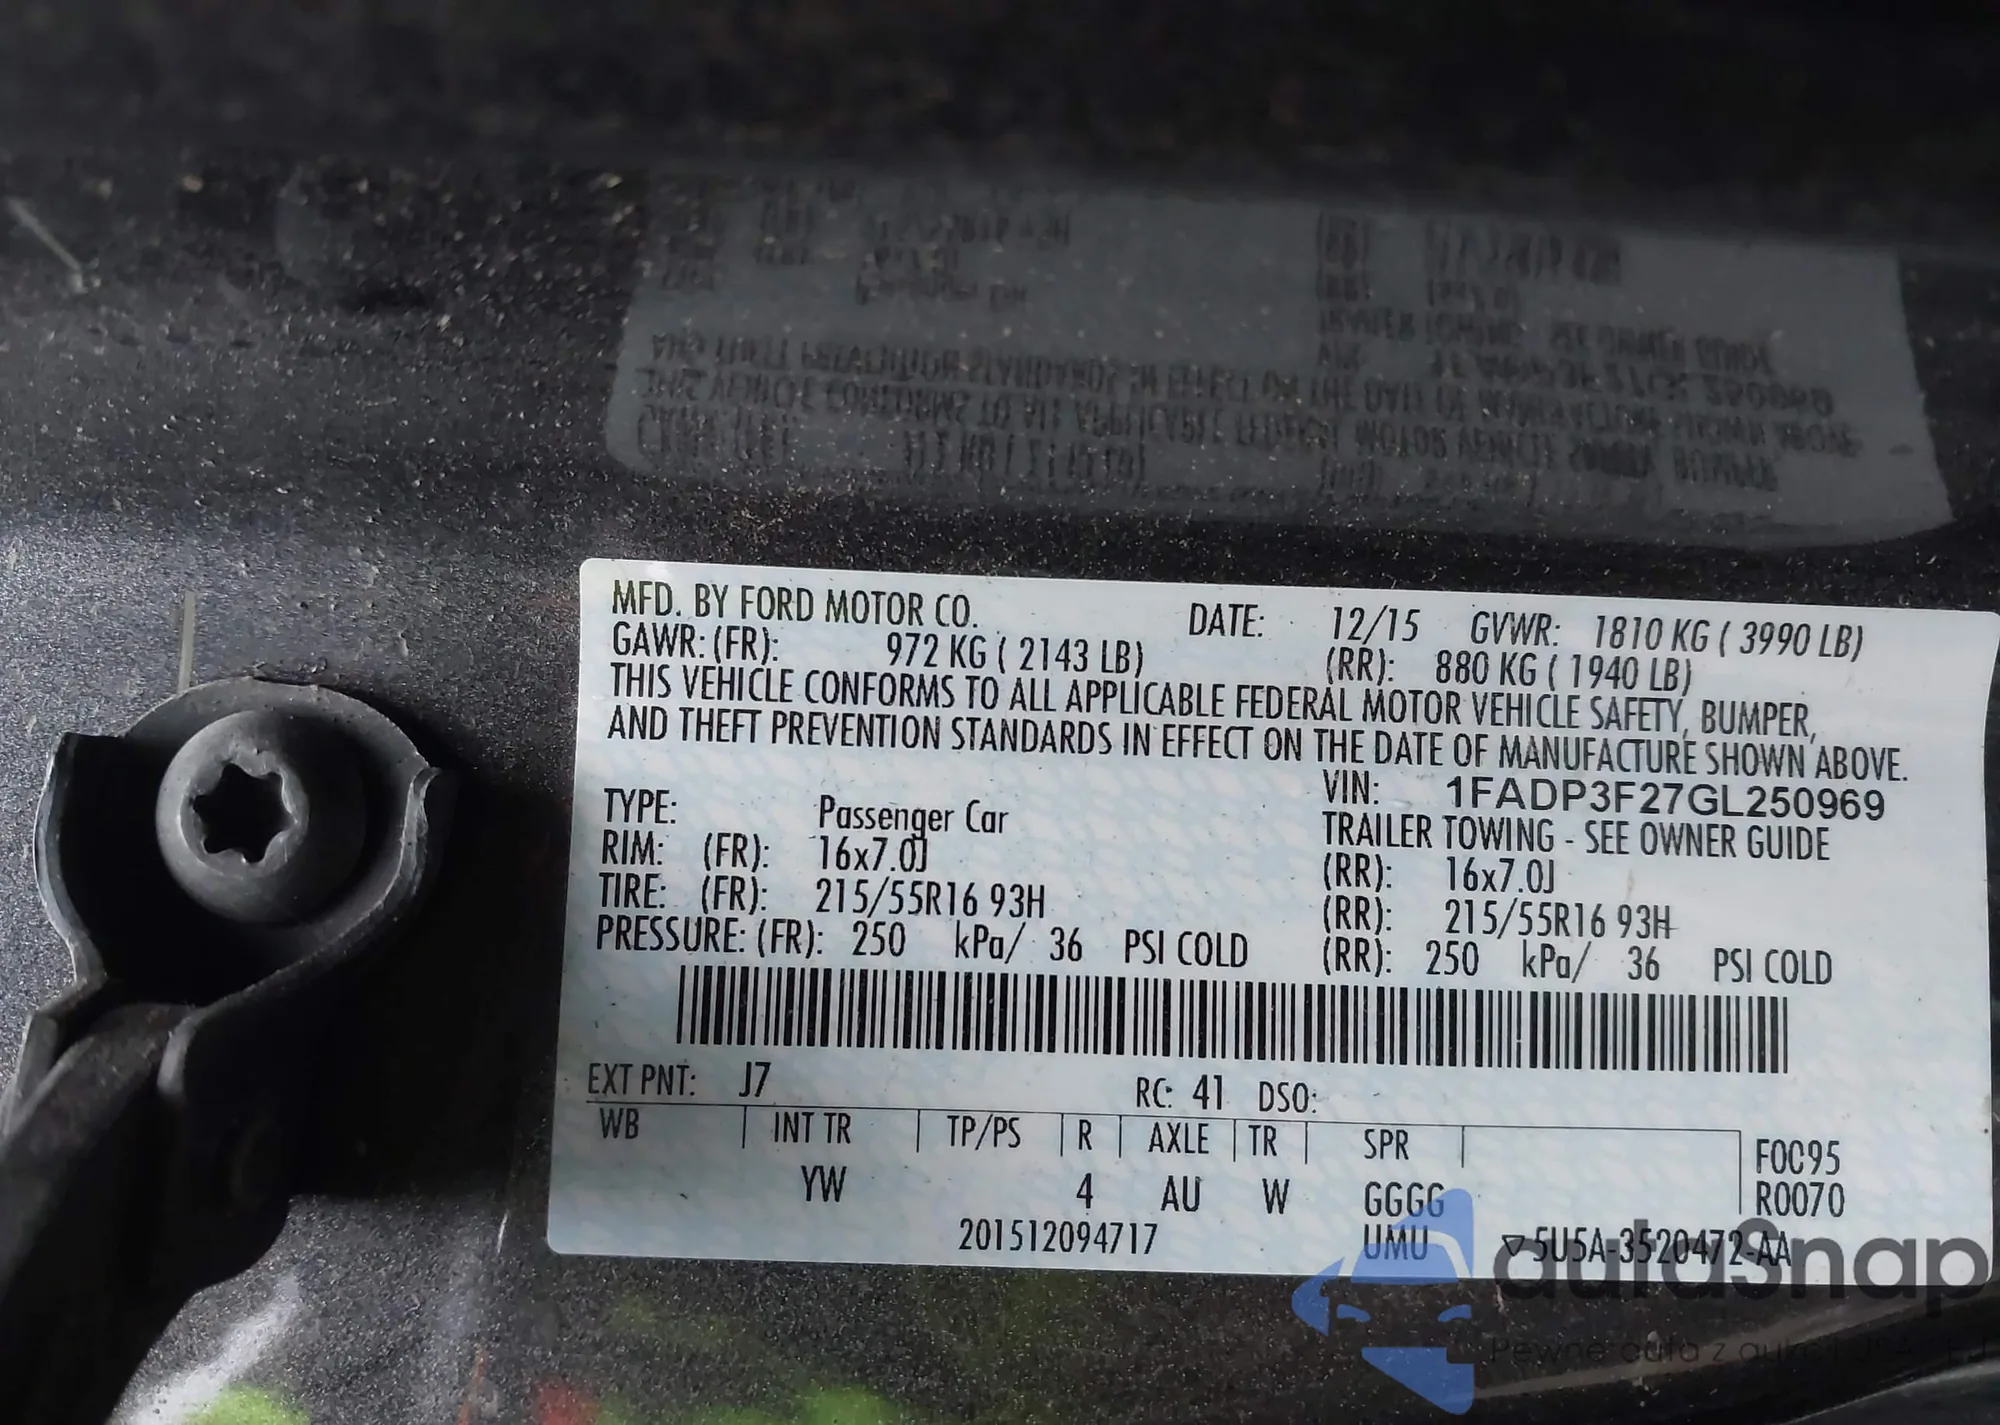 MFD. BY FORD MOTOR CO. DATE: 12/15 GVWR: 1810 KG ( 3990 LB)
GAWR: (FR): 972 KG ( 2143 LB) (RR): 880 KG ( 1940 LB)
THIS VEHICLE CONFORMS TO ALL APPLICABLE FEDERAL MOTOR VEHICLE SAFETY, BUMPER,
AND THEFT PREVENTION STANDARDS IN EFFECT ON THE DATE OF MANUFACTURE SHOWN ABOVE.
VIN: 1FADP3F27GL250969
TYPE: Passenger Car TRAILER TOWING - SEE OWNER GUIDE
RIM: (FR): 16x7.0J (RR): 16x7.0J
TIRE: (FR): 215/55R16 93H (RR): 215/55R16 93H
PRESSURE: (FR): 250 kPa/ 36 PSI COLD (RR): 250 kPa/ 36 PSI COLD
EXT PNT: J7 RC: 41 DSO:
WB INT TR TP/PS R AXLE TR SPR F0C95
YW 4 AU W GGGG R0070
201512094717 UMU ▽5U5A-3520472-AA
autaSnap
Pewne auta z aukcji